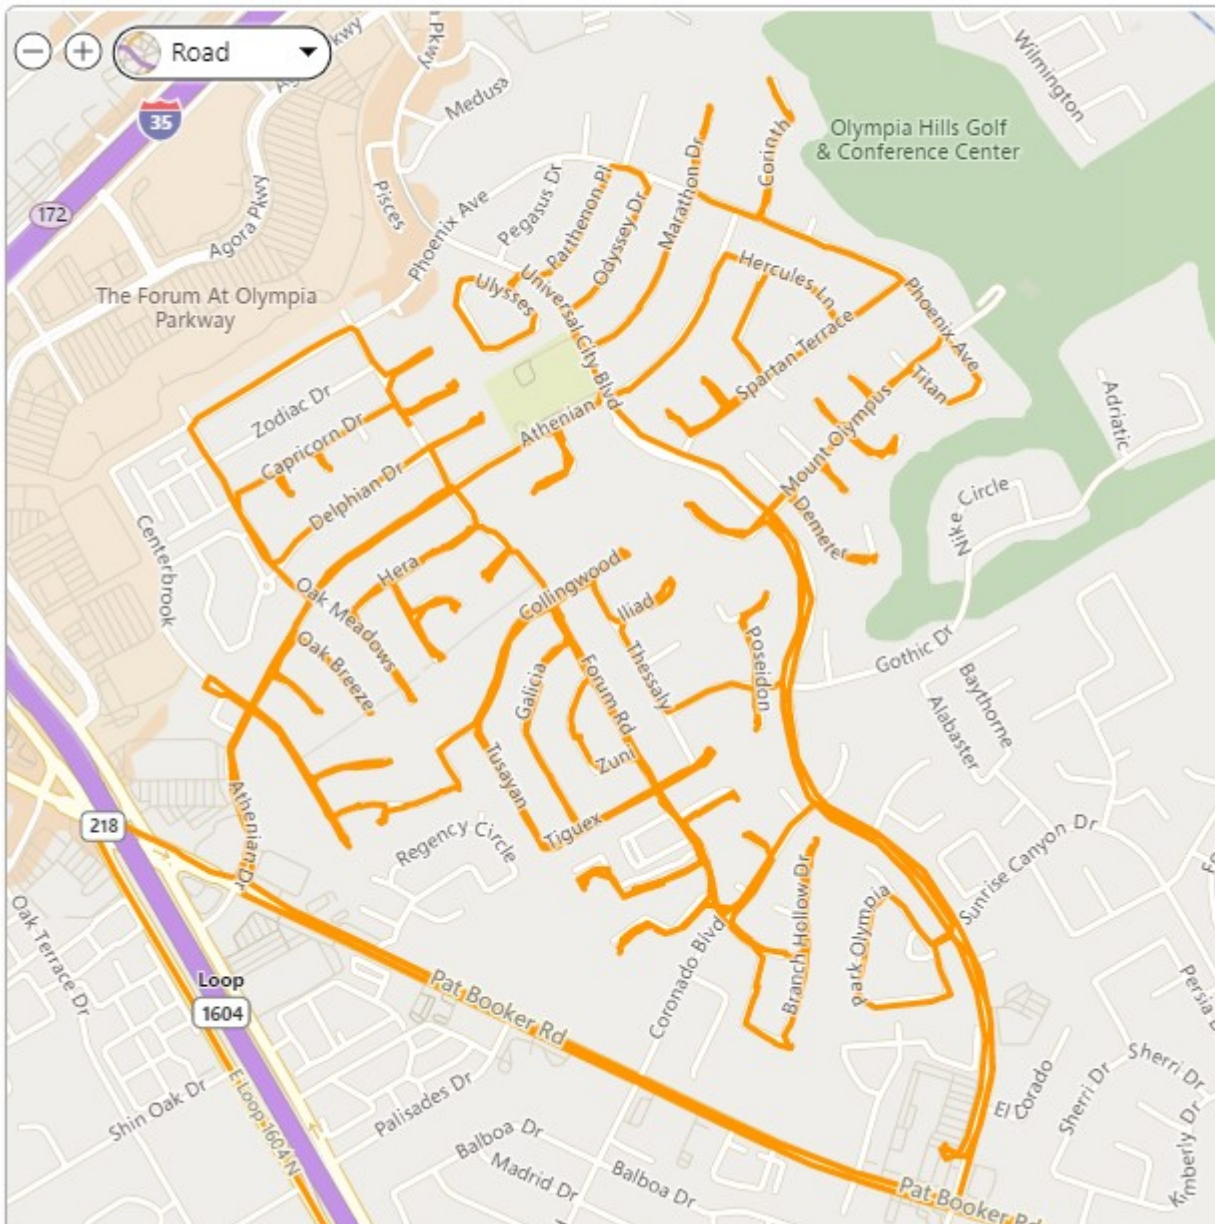 Road
Pkwy
Pkwy
Medusa
35
Wilmington
Olympia Hills Golf
& Conference Center
Corinth
Marathon Dr
Pisces
172
Agora Pkwy
Phoenix Ave
Pegasus Dr
Parthenon Pl
Odyssey Dr
Ulysses
Universal City Blvd
Hercules Ln
Phoenix Ave
The Forum At Olympia
Parkway
Spartan Terrace
Titan
Adriatic
Zodiac Dr
Athenian
Capricorn Dr
Mount Olympus
Delphian Dr
Demeter
Nike Circle
Centerbrook
Hera
Collingwood
Oak Meadows
Iliad
Oak Breeze
Thessaly
Poseidon
Gothic Dr
Baythorne
Alabaster
Galicia
Forum Rd
Zuni
Tusayan
Tiguex
Athenian Dr
218
Regency Circle
Sunrise Canyon Dr
Branch Hollow Dr
Park Olympia
Oak Terrace Dr
Coronado Blvd
Persia
Loop
1604
Pat Booker Rd
E Loop 1604 N
Shin Oak Dr
Palisades Dr
El Dorado
Sherri Dr
Sherri Dr
Kimberly Dr
Balboa Dr
Madrid Dr
Balboa Dr
Pat Booker Rd